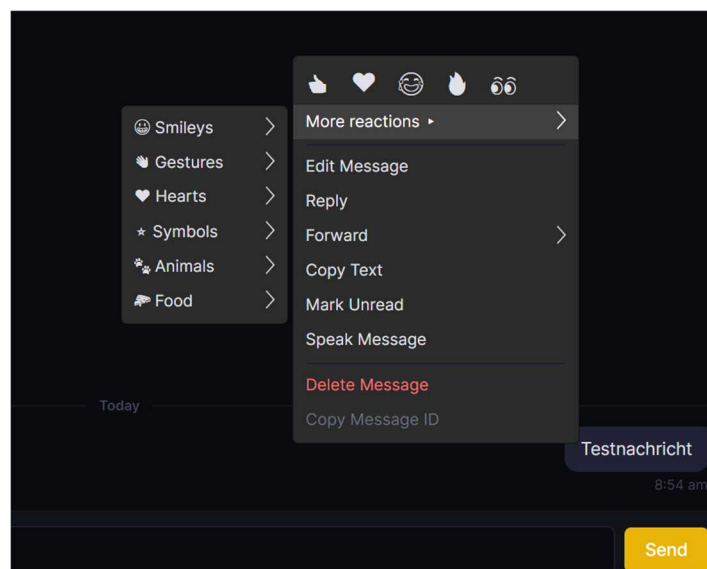 More reactions ▸
Smileys
Gestures
Hearts
Symbols
Animals
Food
Edit Message
Reply
Forward
Copy Text
Mark Unread
Speak Message
Delete Message
Copy Message ID
Today
Testnachricht
8:54 am
Send